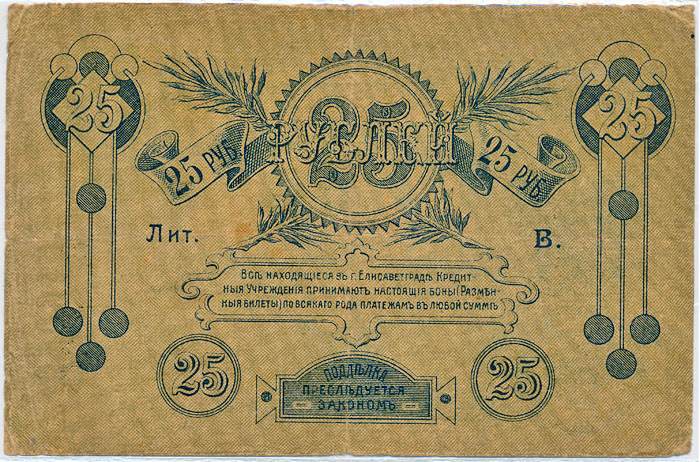 25
25
25
РУБЛЕЙ
25 РУБ.
25 РУБ.
Лит. В.
Всѣ находящіеся въ г. Елисаветградѣ Кредит-
ныя Учрежденія принимаютъ настоящія боны (Размѣн-
ныя билеты) по всякаго рода платежамъ въ любой суммѣ
25
25
ПОДДѢЛКА
ПРЕСЛѢДУЕТСЯ
ЗАКОНОМЪ